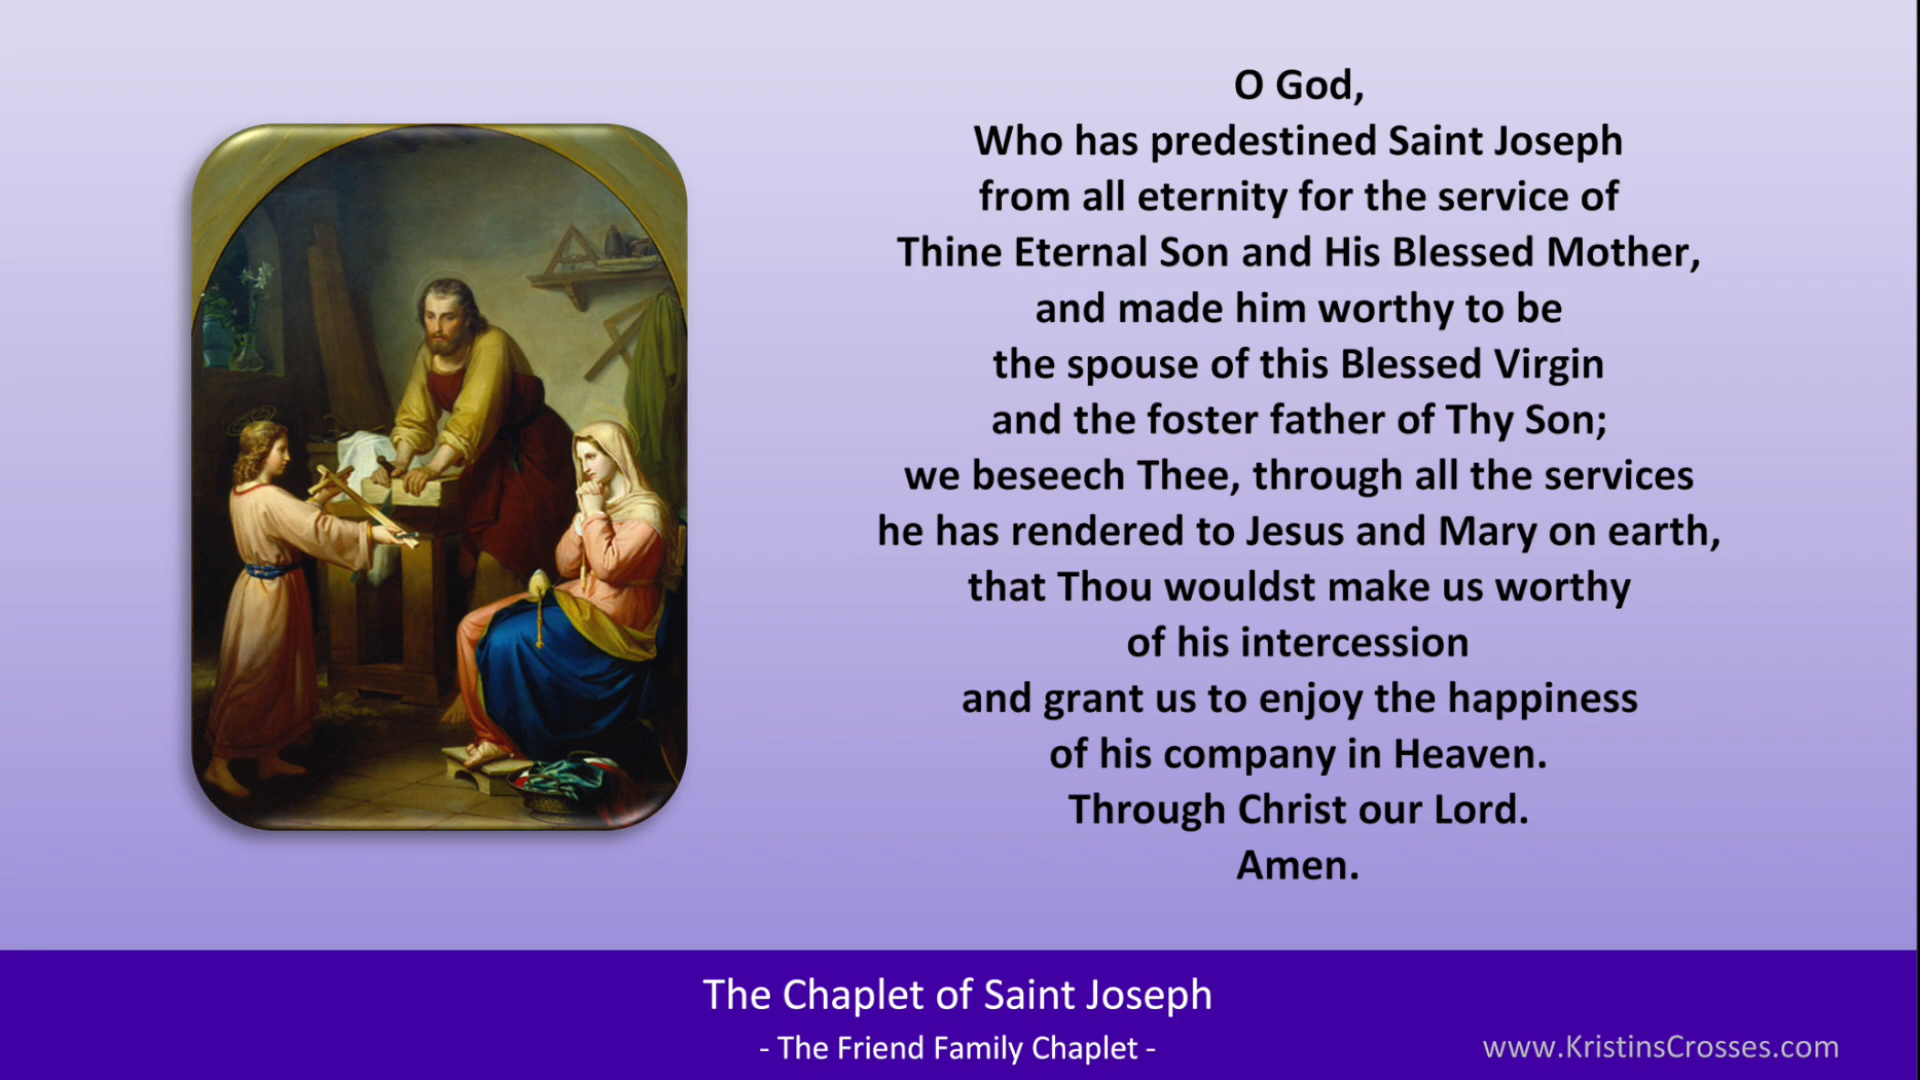 O God,
Who has predestined Saint Joseph
from all eternity for the service of
Thine Eternal Son and His Blessed Mother,
and made him worthy to be
the spouse of this Blessed Virgin
and the foster father of Thy Son;
we beseech Thee, through all the services
he has rendered to Jesus and Mary on earth,
that Thou wouldst make us worthy
of his intercession
and grant us to enjoy the happiness
of his company in Heaven.
Through Christ our Lord.
Amen.
The Chaplet of Saint Joseph
- The Friend Family Chaplet -
www.KristinsCrosses.com